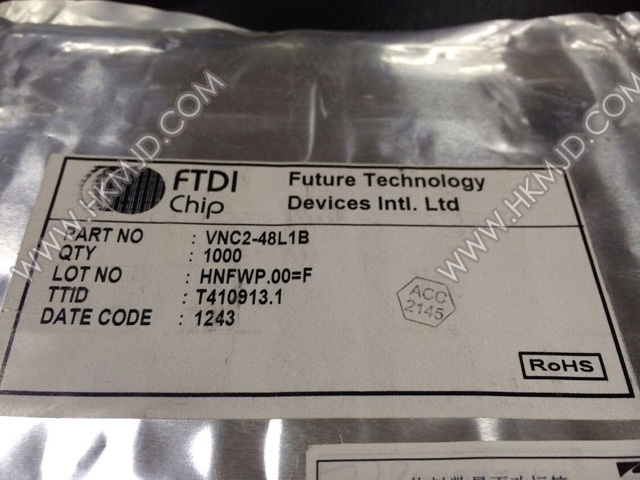 FTDI
Chip
Future Technology
Devices Intl. Ltd
PART NO : VNC2-48L1B
QTY : 1000
LOT NO : HNFWP.00=F
TTID : T410913.1
DATE CODE : 1243
ACC
2145
RoHS
WWW.HKMJD.COM
WWW.HKMJD.COM